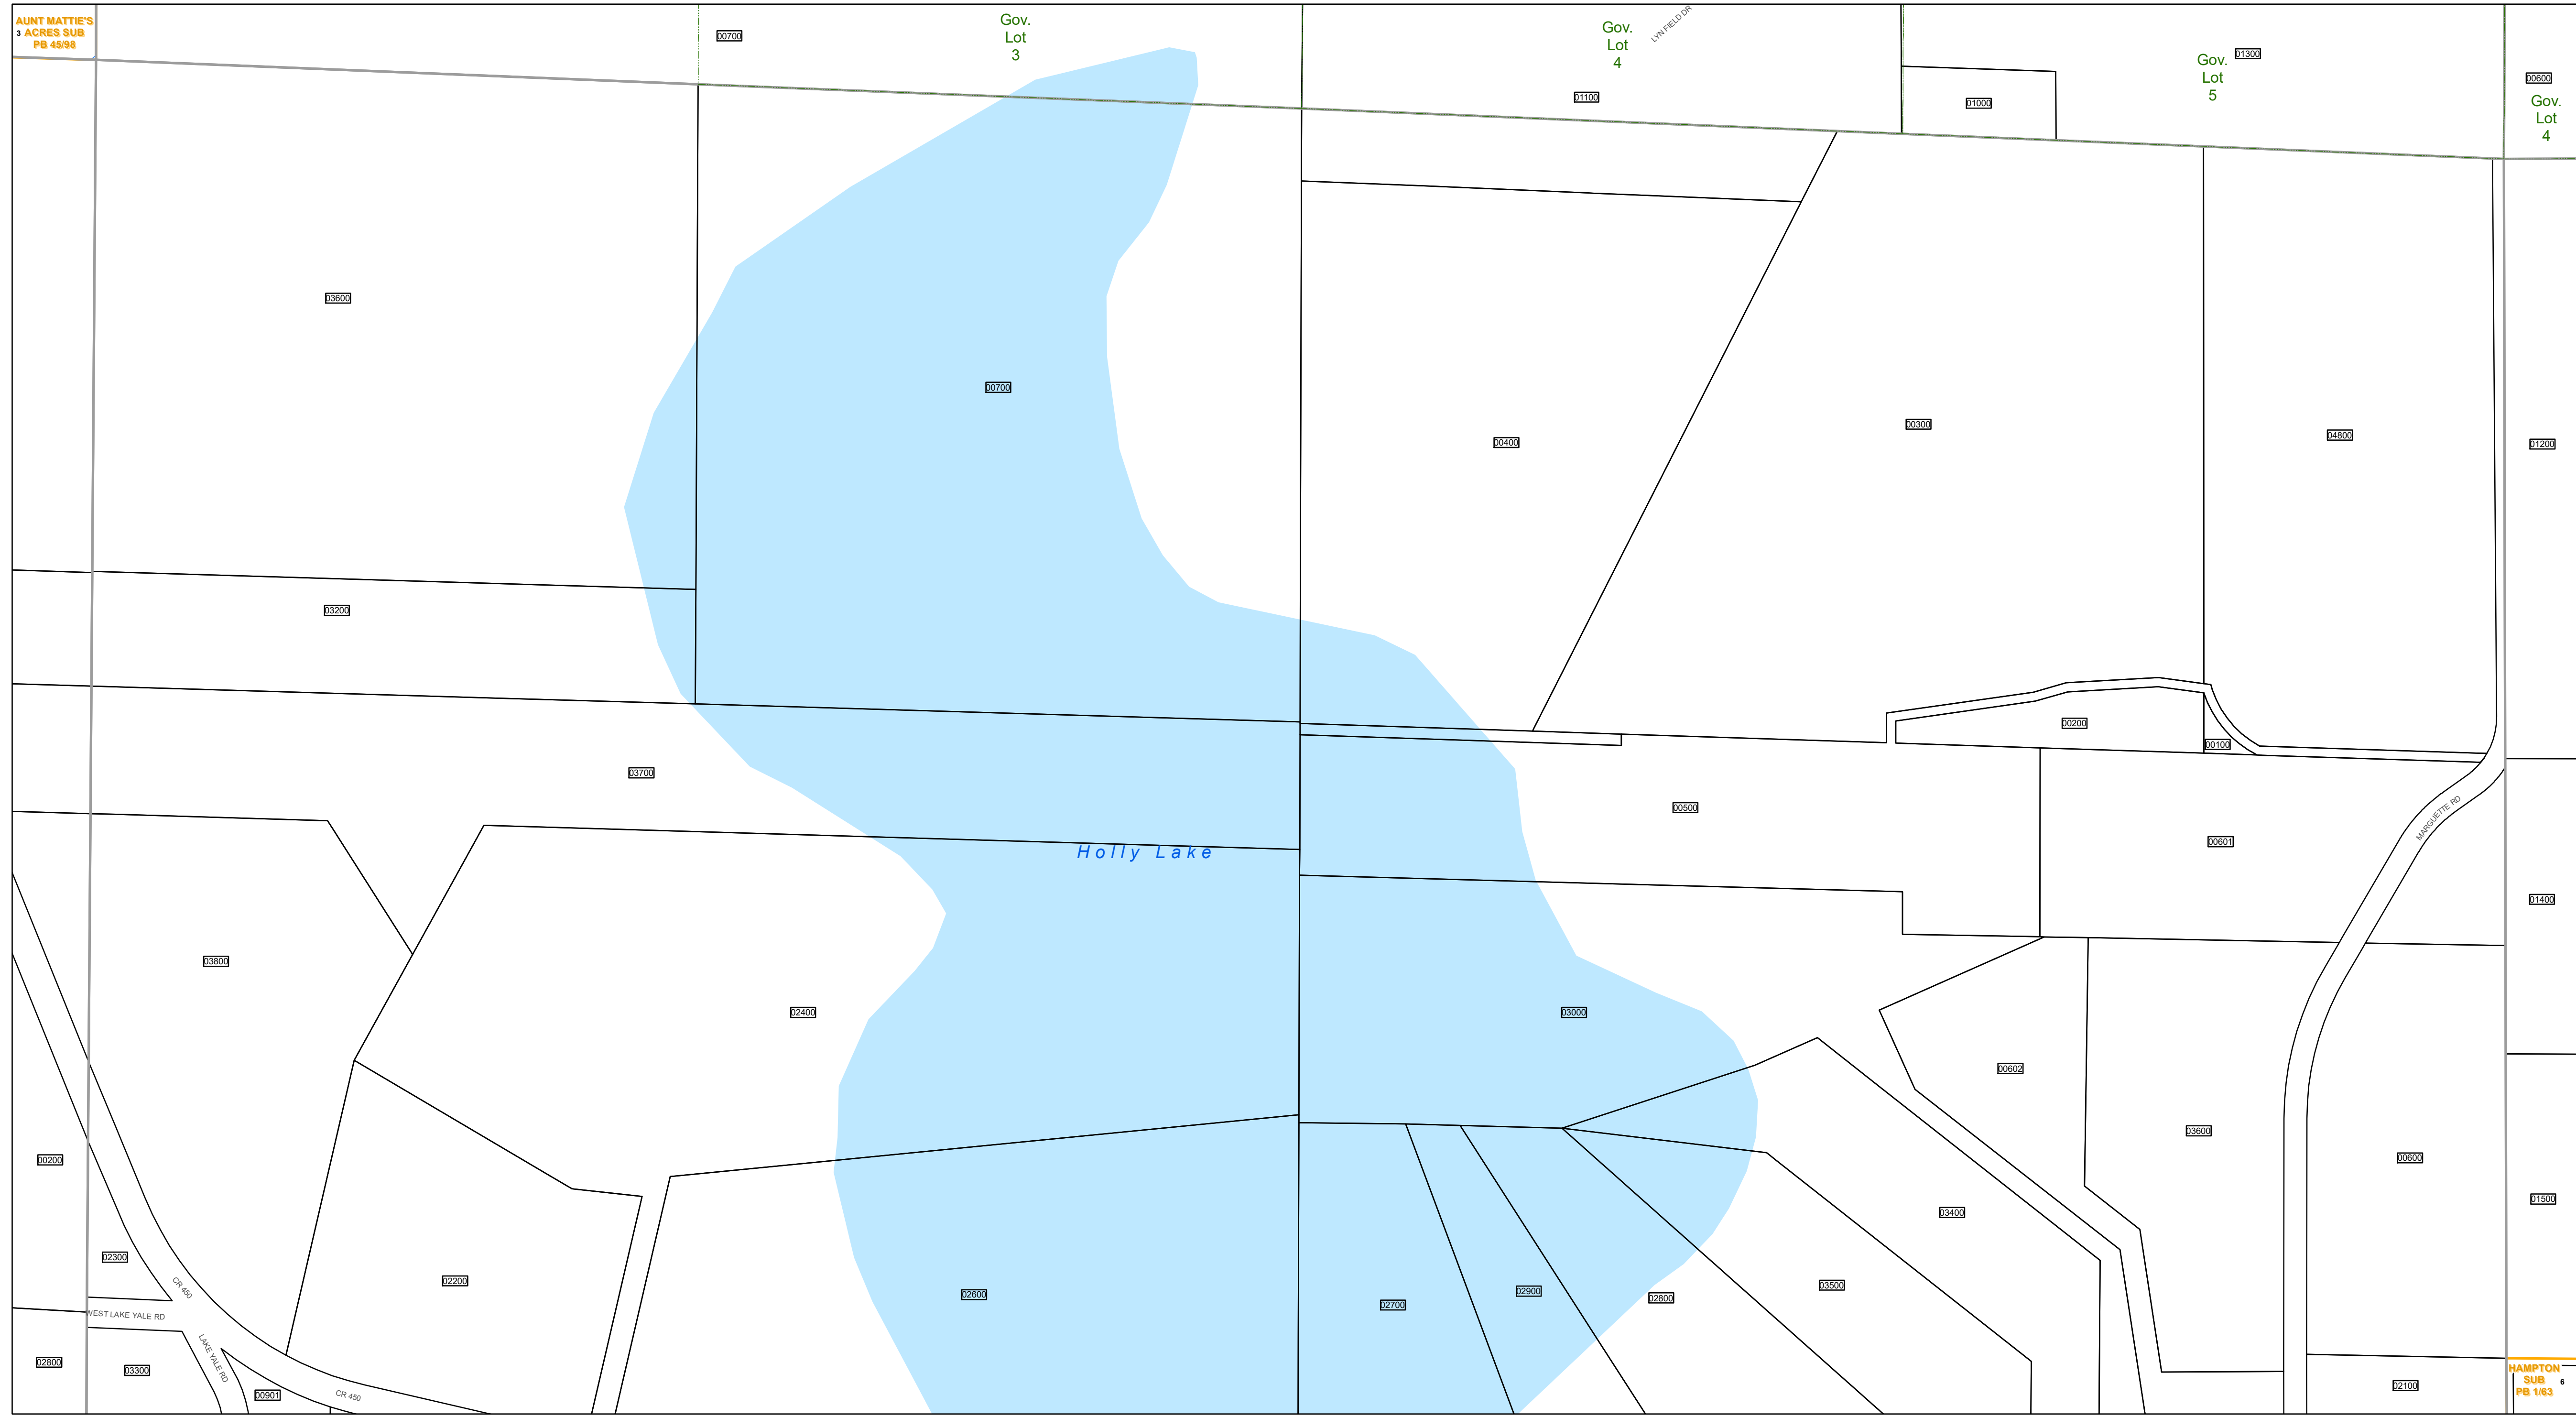 AUNT MATTIE'S
3 ACRES SUB
PB 45/98
00700
Gov.
Lot
3
Gov.
Lot
4
LYN FIELD DR
01100
01000
Gov.
Lot
5
01300
00600
Gov.
Lot
4
03600
00700
00400
00300
04800
01200
03200
03700
Holly Lake
00500
00200
00100
MARGUETTE RD
00601
01400
03800
02400
03000
00602
03600
00600
01500
00200
02300
CR 450
WEST LAKE YALE RD
LAKE YALE RD
02800
03300
00901
CR 450
02200
02600
02700
02900
02800
03500
03400
02100
HAMPTON
SUB 6
PB 1/63